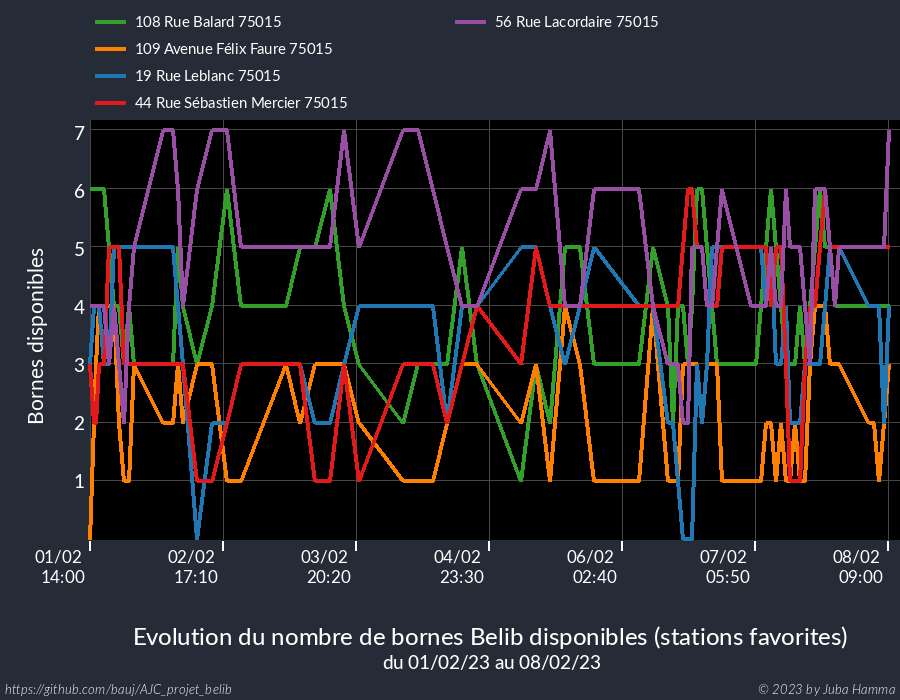 108 Rue Balard 75015
56 Rue Lacordaire 75015
109 Avenue Félix Faure 75015
19 Rue Leblanc 75015
44 Rue Sébastien Mercier 75015
7
6
5
4
3
2
1
Bornes disponibles
01/02 02/02 03/02 04/02 06/02 07/02 08/02
14:00 17:10 20:20 23:30 02:40 05:50 09:00
Evolution du nombre de bornes Belib disponibles (stations favorites)
du 01/02/23 au 08/02/23
https://github.com/bauj/AJC_projet_belib
© 2023 by Juba Hamma